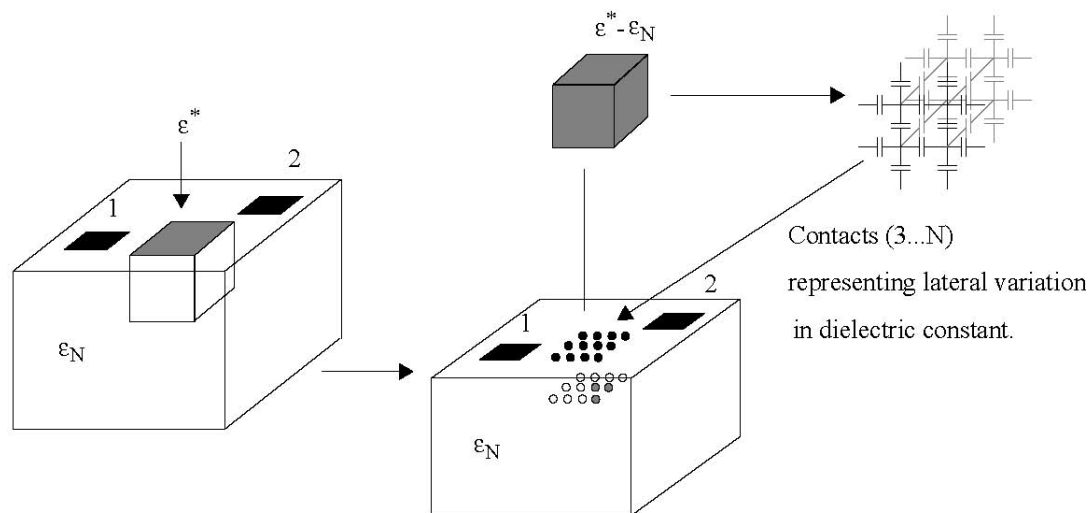 ε*-εN
ε*
2
1
εN
Contacts (3...N)
representing lateral variation
in dielectric constant.
2
1
εN